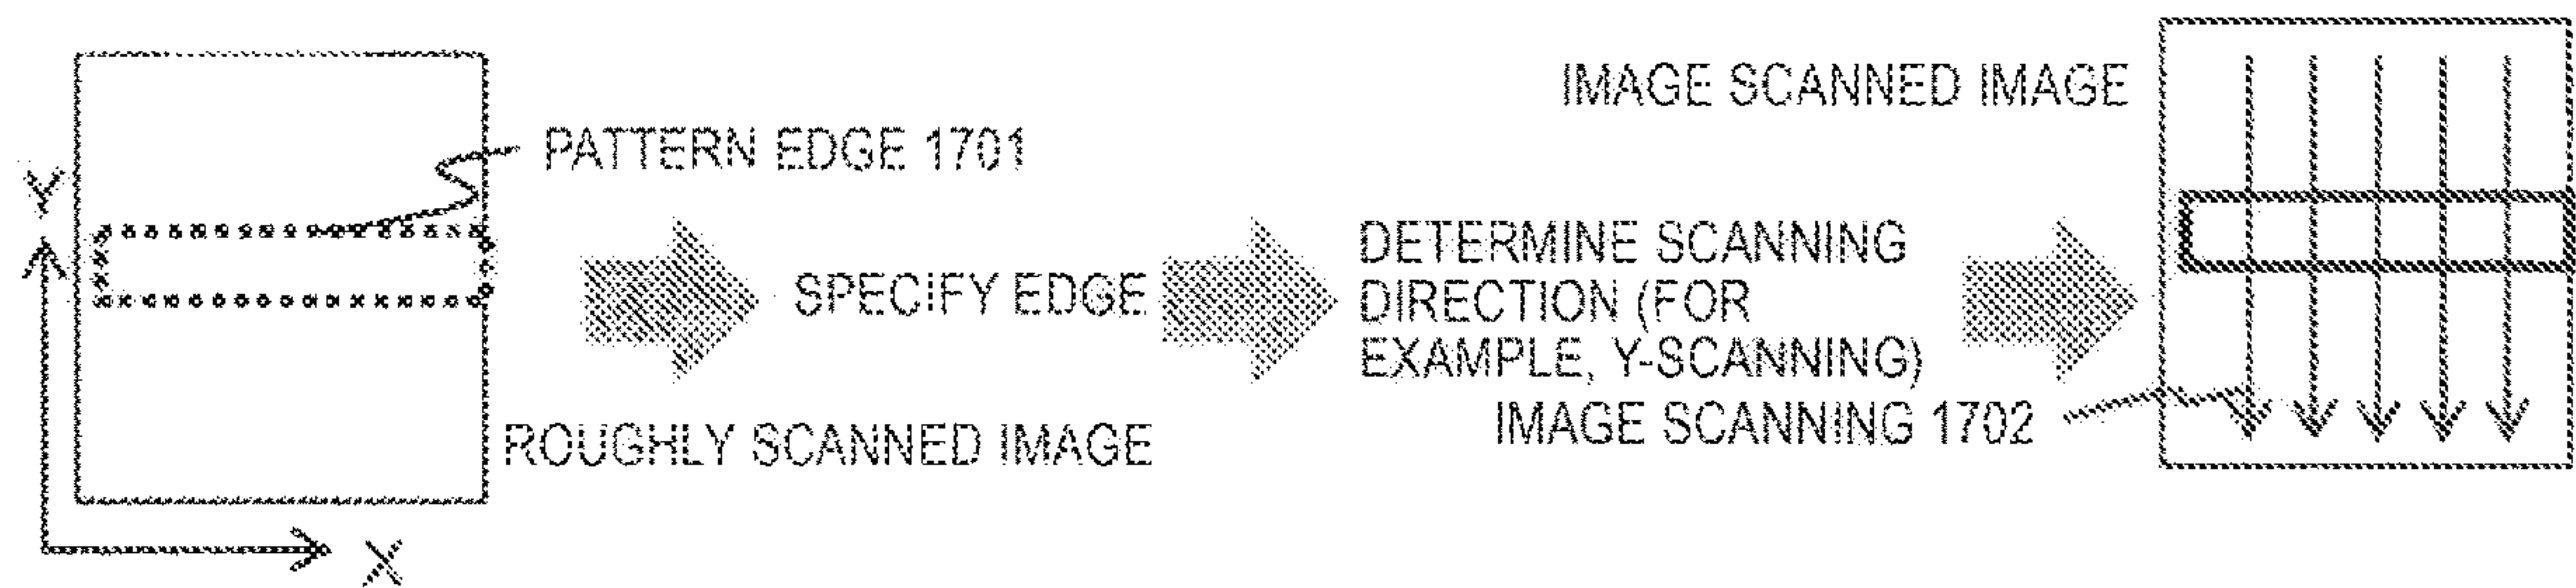 Y
X
PATTERN EDGE 1701
ROUGHLY SCANNED IMAGE
SPECIFY EDGE
DETERMINE SCANNING
DIRECTION (FOR
EXAMPLE, Y-SCANNING)
IMAGE SCANNING 1702
IMAGE SCANNED IMAGE